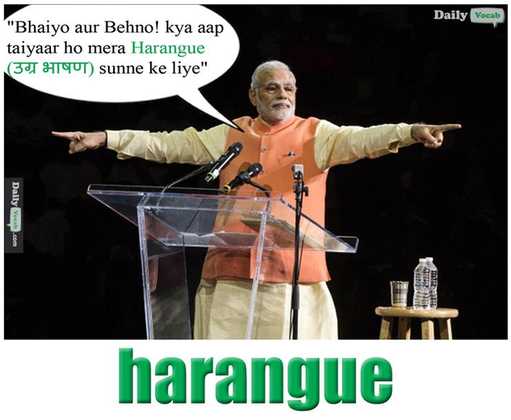 "Bhaiyo aur Behno! kya aap
taiyaar ho mera Harangue
(उग्र भाषण) sunne ke liye"
Daily Vocab
Daily Vocab .com
harangue